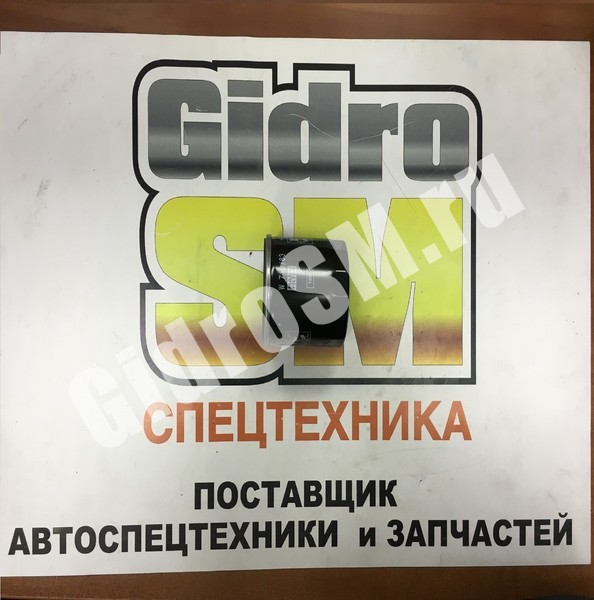 Gidro
SM
СПЕЦТЕХНИКА
ПОСТАВЩИК
АВТОСПЕЦТЕХНИКИ и ЗАПЧАСТЕЙ
GidroSM.ru